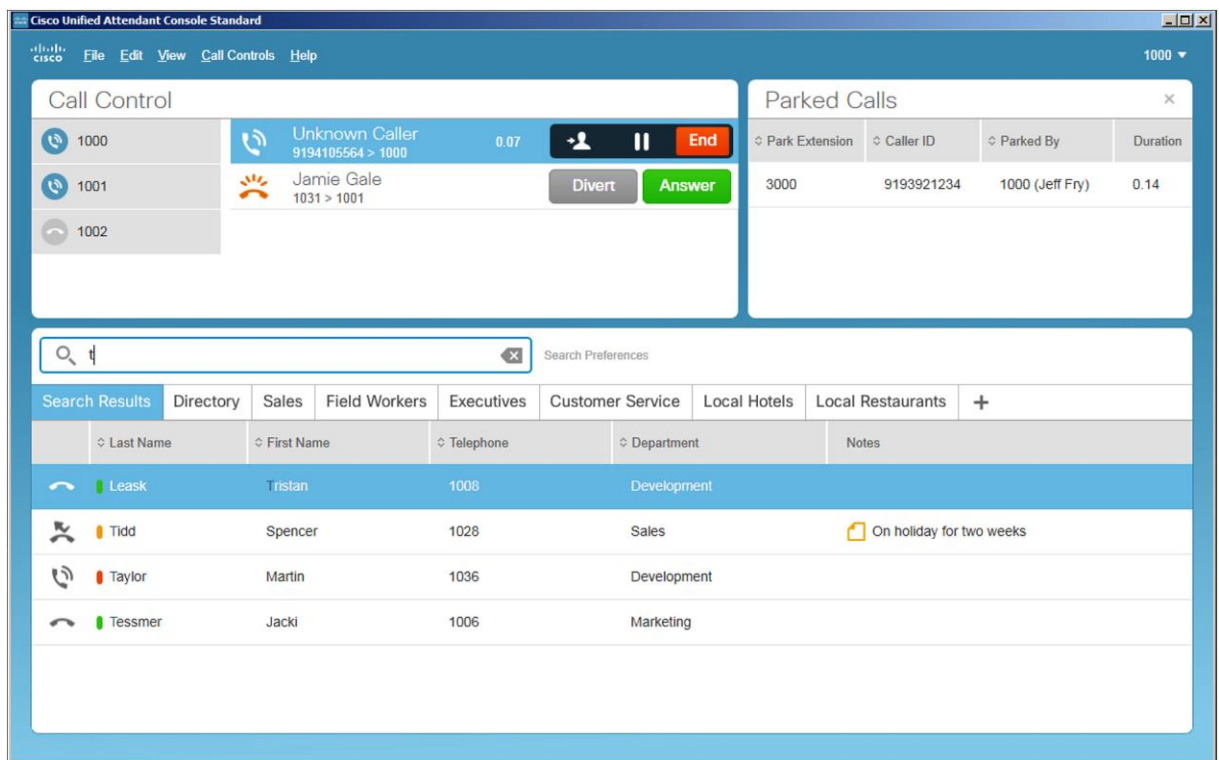 Cisco Unified Attendant Console Standard
cisco File Edit View Call Controls Help 1000
Call Control
1000
1001
1002
Unknown Caller 0.07 End
9194105564 > 1000
Jamie Gale Divert Answer
1031 > 1001
Parked Calls
Park Extension Caller ID Parked By Duration
3000 9193921234 1000 (Jeff Fry) 0.14
t Search Preferences
Search Results Directory Sales Field Workers Executives Customer Service Local Hotels Local Restaurants +
Last Name First Name Telephone Department Notes
Leask Tristan 1008 Development
Tidd Spencer 1028 Sales On holiday for two weeks
Taylor Martin 1036 Development
Tessmer Jacki 1006 Marketing